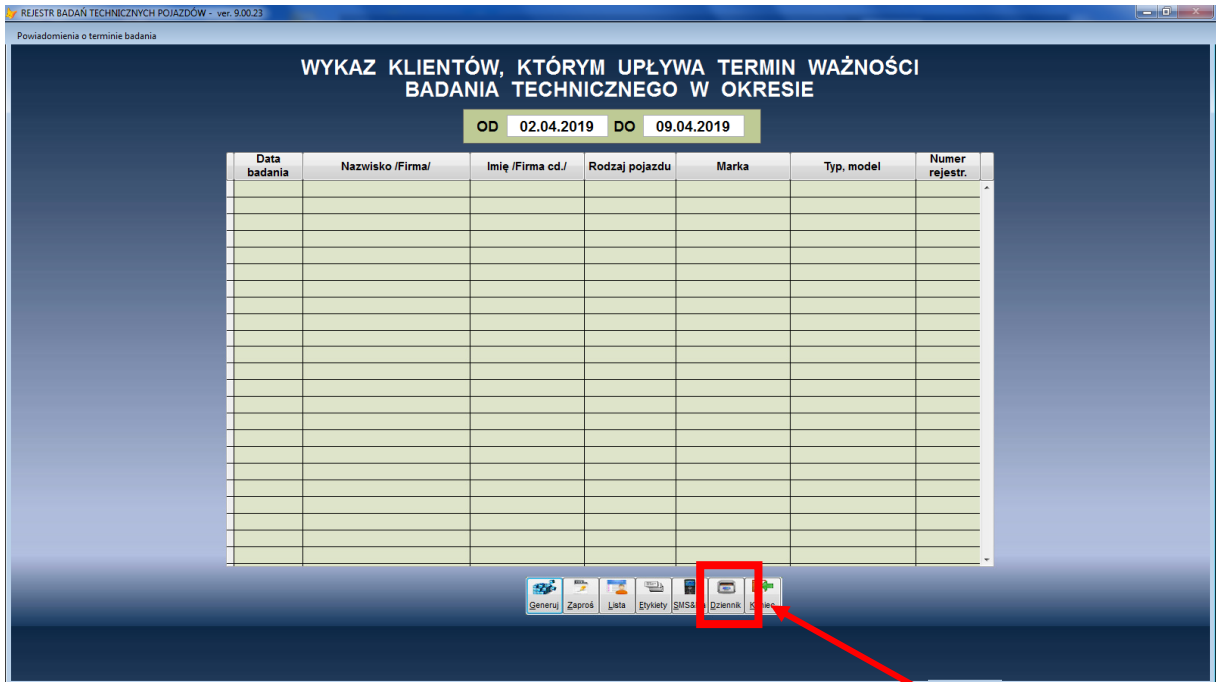 REJESTR BADAŃ TECHNICZNYCH POJAZDÓW - ver. 9.00.23
Powiadomienia o terminie badania
WYKAZ KLIENTÓW, KTÓRYM UPŁYWA TERMIN WAŻNOŚCI
BADANIA TECHNICZNEGO W OKRESIE
OD 02.04.2019 DO 09.04.2019
Data badania Nazwisko /Firma/ Imię /Firma cd./ Rodzaj pojazdu Marka Typ, model Numer rejestr.
Generuj Zaproś Lista Etykiety Dziennik